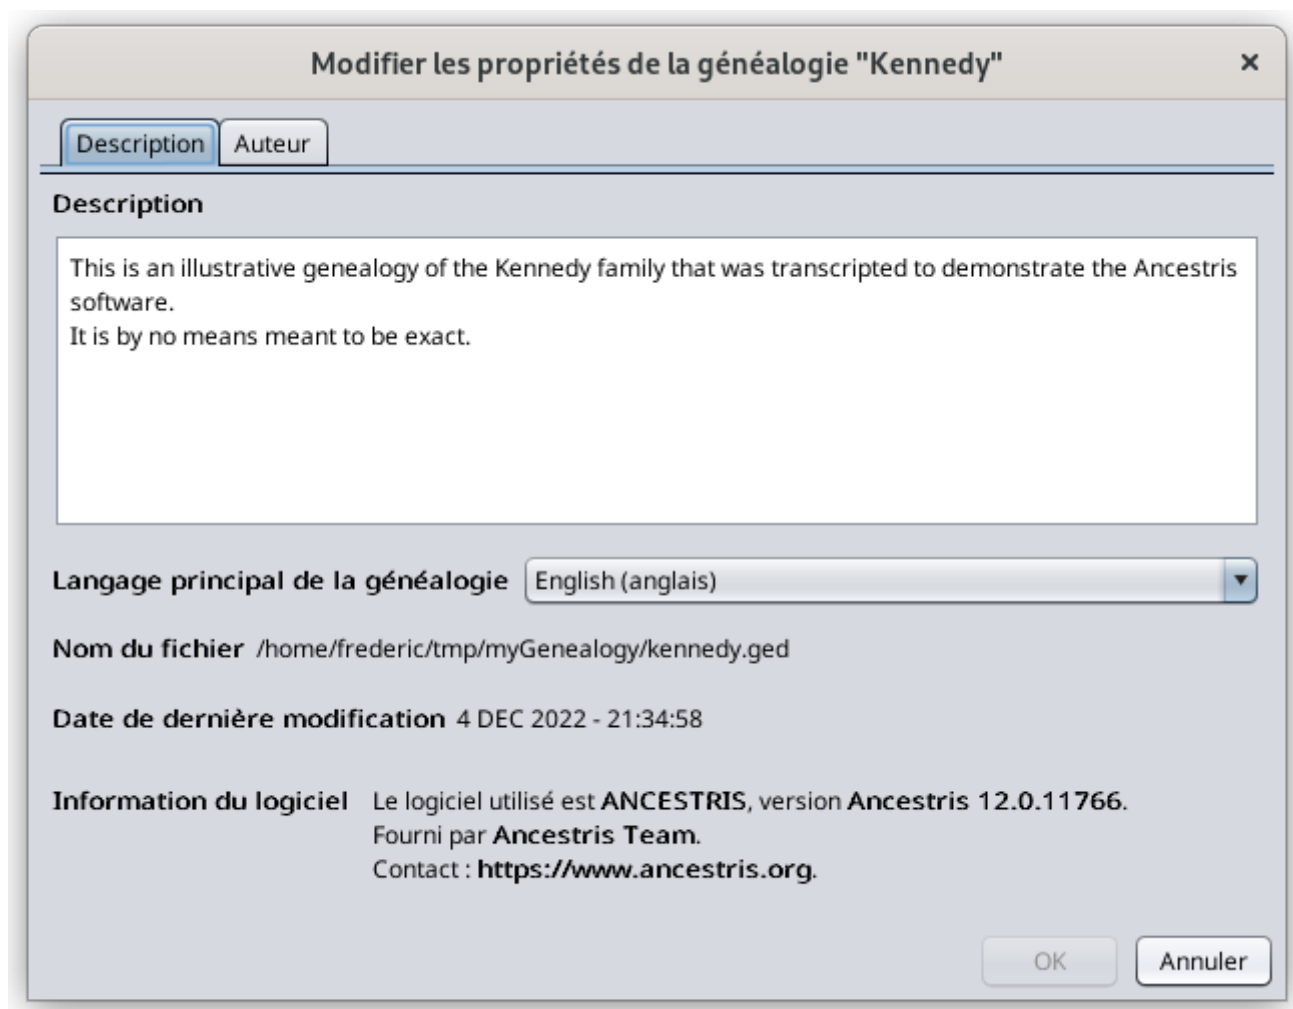 Modifier les propriétés de la généalogie "Kennedy"
Description
Auteur
Description
This is an illustrative genealogy of the Kennedy family that was transcripted to demonstrate the Ancestris
software.
It is by no means meant to be exact.
Langage principal de la généalogie English (anglais)
Nom du fichier /home/frederic/tmp/myGenealogy/kennedy.ged
Date de dernière modification 4 DEC 2022 - 21:34:58
Information du logiciel Le logiciel utilisé est ANCESTRIS, version Ancestris 12.0.11766.
Fourni par Ancestris Team.
Contact : https://www.ancestris.org.
OK
Annuler